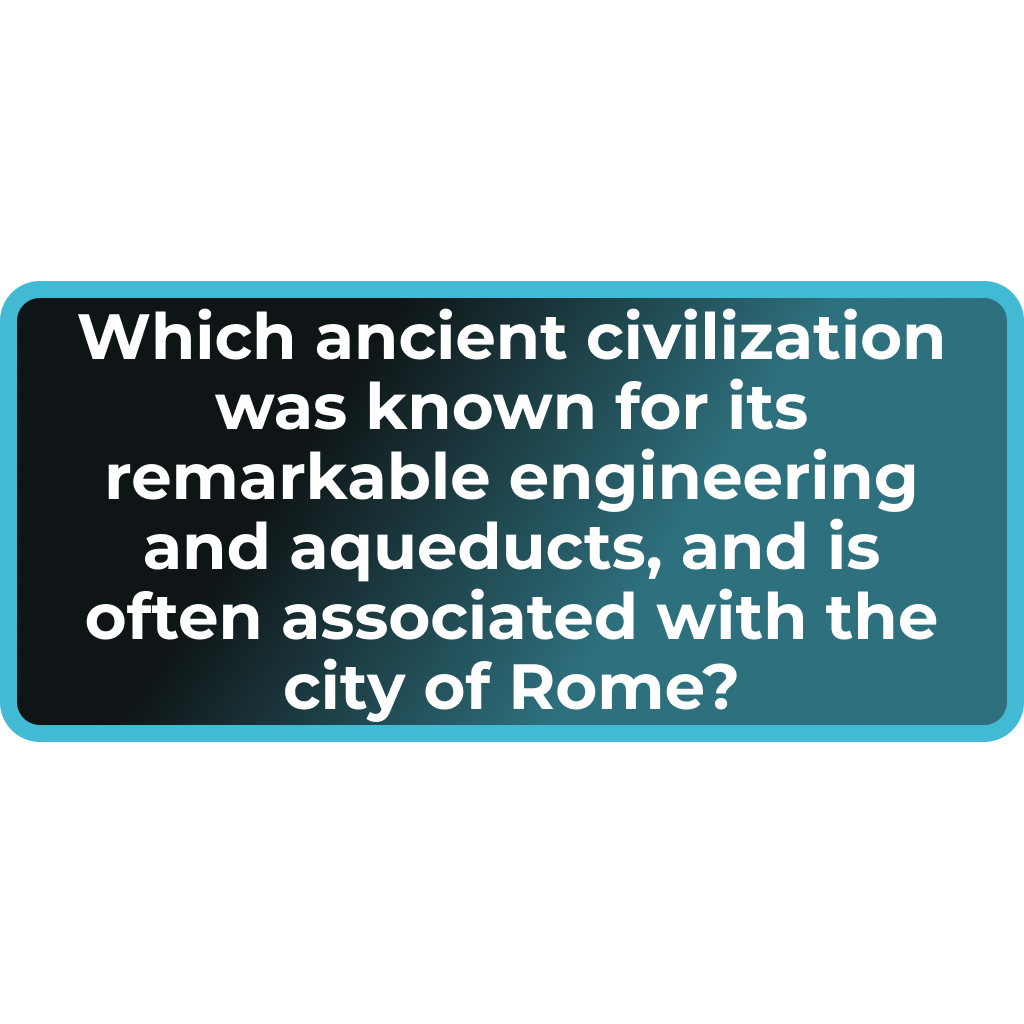 Which ancient civilization
was known for its
remarkable engineering
and aqueducts, and is
often associated with the
city of Rome?